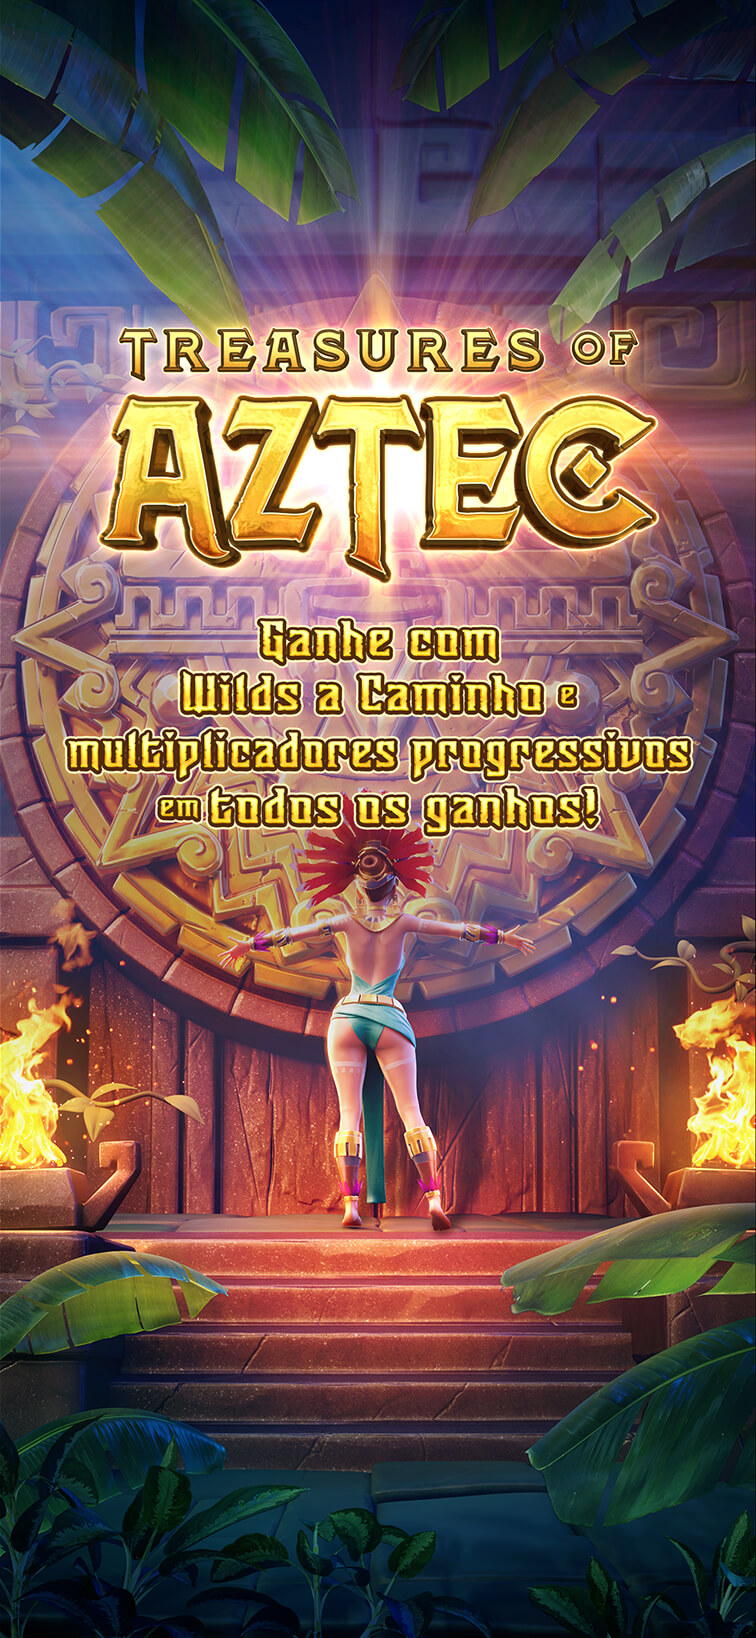 TREASURES OF
AZTEC
Ganhe com
Wilds a Caminho e
multiplicadores progressivos
em todos os ganhos!